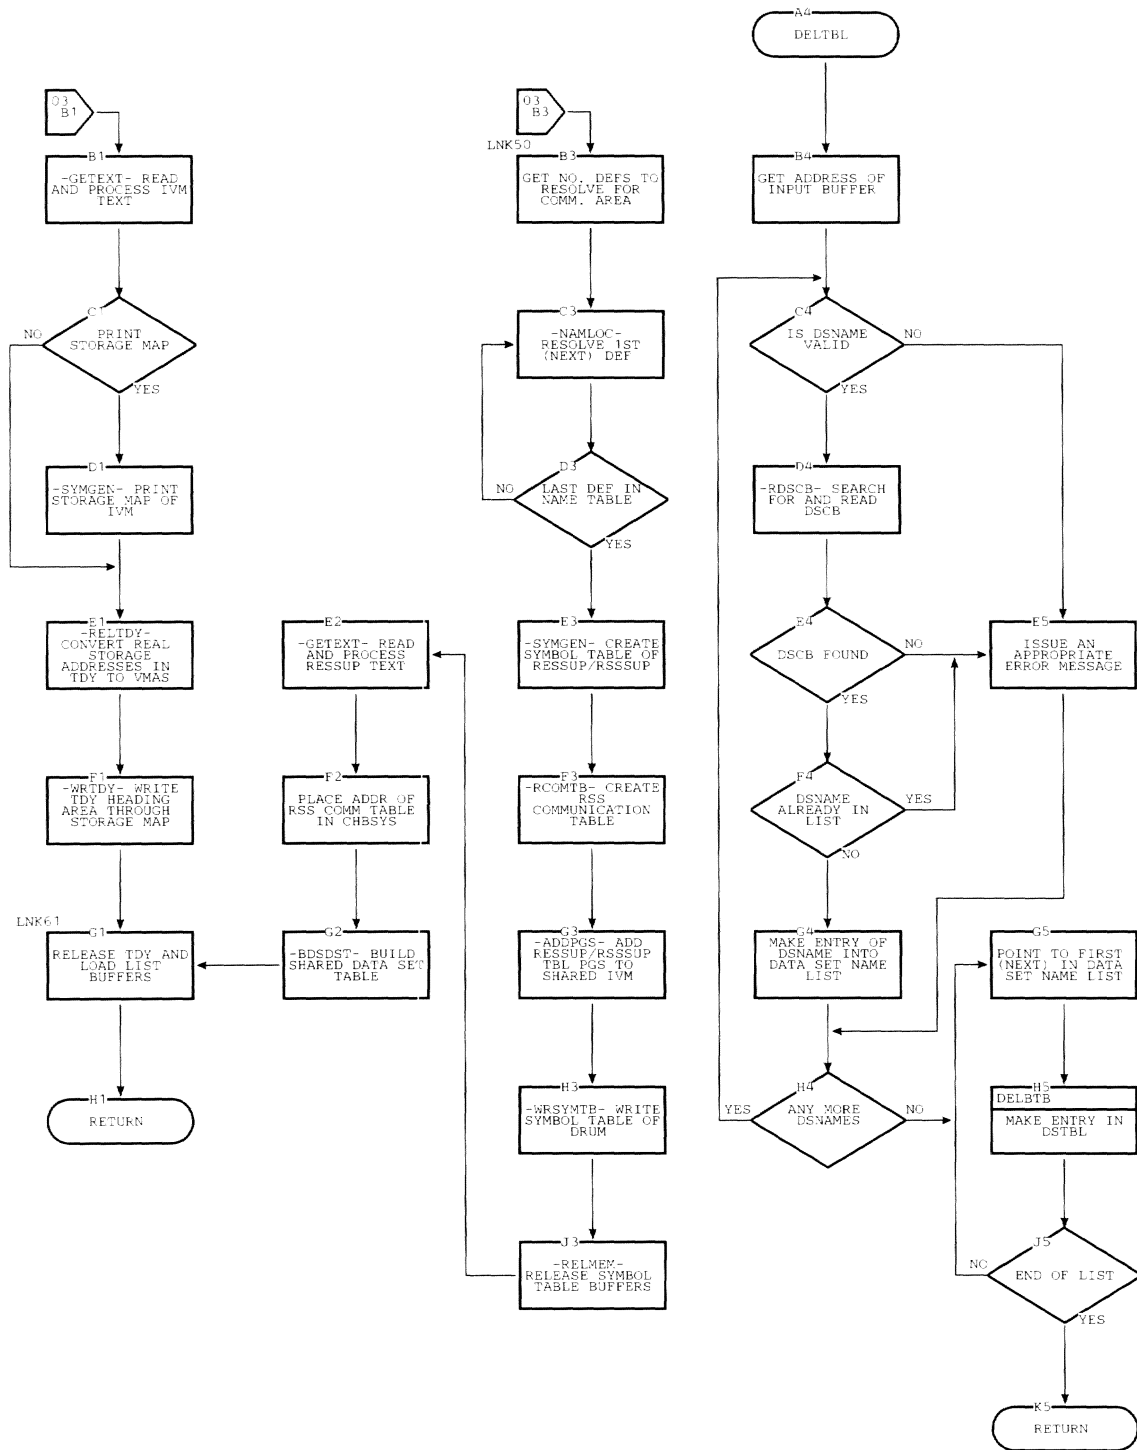 A4
DELTBL
03
B1
B1
-GETEXT- READ
AND PROCESS IVM
TEXT
C1
PRINT
STORAGE MAP
NO
YES
D1
-SYMGEN- PRINT
STORAGE MAP OF
IVM
E1
-RELTDY-
CONVERT REAL
STORAGE
ADDRESSES IN
TDY TO VMAS
F1
-WRTDY- WRITE
TDY HEADING
AREA THROUGH
STORAGE MAP
LNK61
G1
RELEASE TDY AND
LOAD LIST
BUFFERS
H1
RETURN
E2
-GETEXT- READ
AND PROCESS
RESSUP TEXT
F2
PLACE ADDR OF
RSS COMM TABLE
IN CHBSYS
G2
-BDSDST- BUILD
SHARED DATA SET
TABLE
03
B3
LNK50
B3
GET NO. DEFS TO
RESOLVE FOR
COMM. AREA
C3
-NAMLOC-
RESOLVE 1ST
(NEXT) DEF
D3
LAST DEF IN
NAME TABLE
NO
YES
E3
-SYMGEN- CREATE
SYMBOL TABLE OF
RESSUP/RSSSUP
F3
-RCOMTB- CREATE
RSS
COMMUNICATION
TABLE
G3
-ADDPGS- ADD
RESSUP/RSSSUP
TBL PGS TO
SHARED IVM
H3
-WRSYMTB- WRITE
SYMBOL TABLE OF
DRUM
J3
-RELMEM-
RELEASE SYMBOL
TABLE BUFFERS
B4
GET ADDRESS OF
INPUT BUFFER
C4
IS DSNAME
VALID
NO
YES
D4
-RDSCB- SEARCH
FOR AND READ
DSCB
E4
DSCB FOUND
NO
YES
F4
DSNAME
ALREADY IN
LIST
YES
NO
G4
MAKE ENTRY OF
DSNAME INTO
DATA SET NAME
LIST
H4
ANY MORE
DSNAMES
YES
NO
E5
ISSUE AN
APPROPRIATE
ERROR MESSAGE
G5
POINT TO FIRST
(NEXT) IN DATA
SET NAME LIST
H5
DELBTB
MAKE ENTRY IN
DSTBL
J5
END OF LIST
NO
YES
K5
RETURN